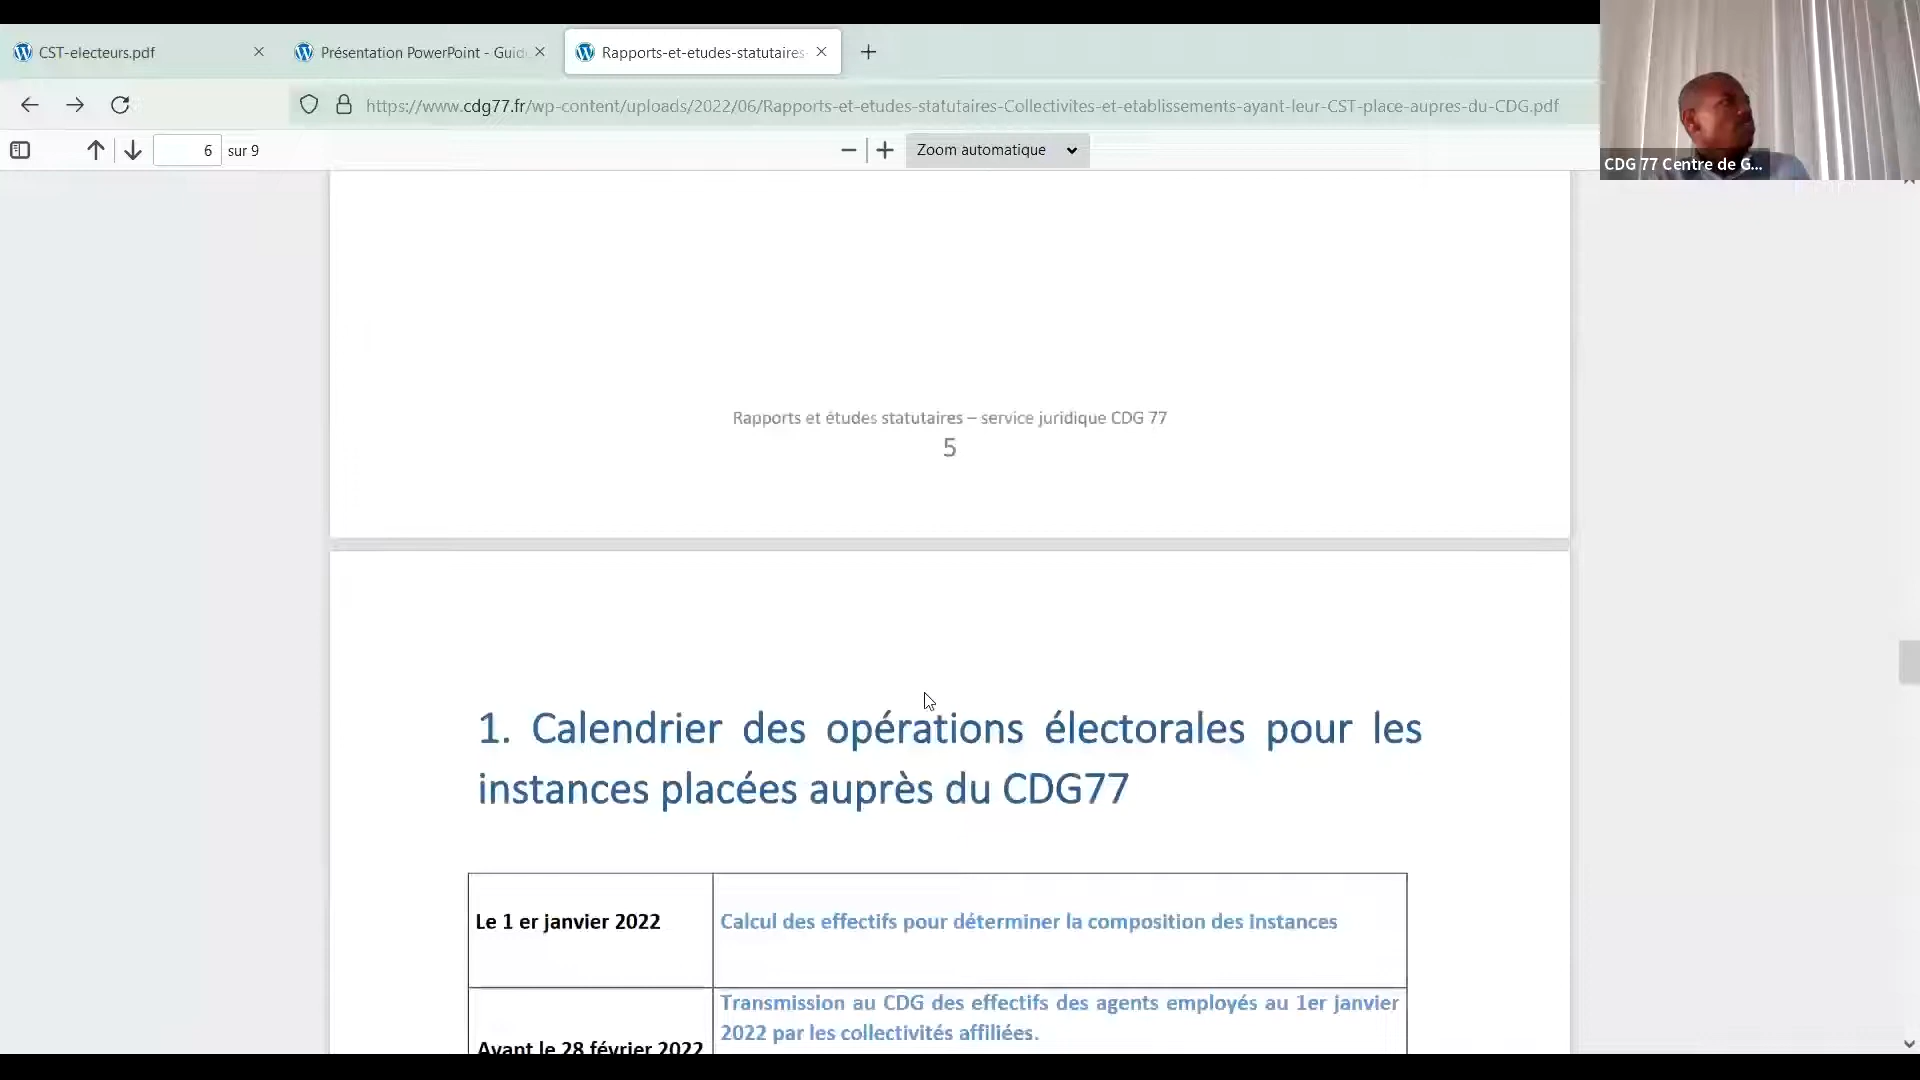 CST-electeurs.pdf
Présentation PowerPoint - Guid
Rapports-et-etudes-statutaires-
https://www.cdg77.fr/wp-content/uploads/2022/06/Rapports-et-etudes-statutaires-Collectivites-et-etablissements-ayant-leur-CST-place-aupres-du-CDG.pdf
CDG 77 Centre de G...
6 sur 9
Zoom automatique
Rapports et études statutaires – service juridique CDG 77
5
1. Calendrier des opérations électorales pour les
instances placées auprès du CDG77
Le 1 er janvier 2022
Calcul des effectifs pour déterminer la composition des instances
Transmission au CDG des effectifs des agents employés au 1er janvier
2022 par les collectivités affiliées.
Avant le 28 février 2022